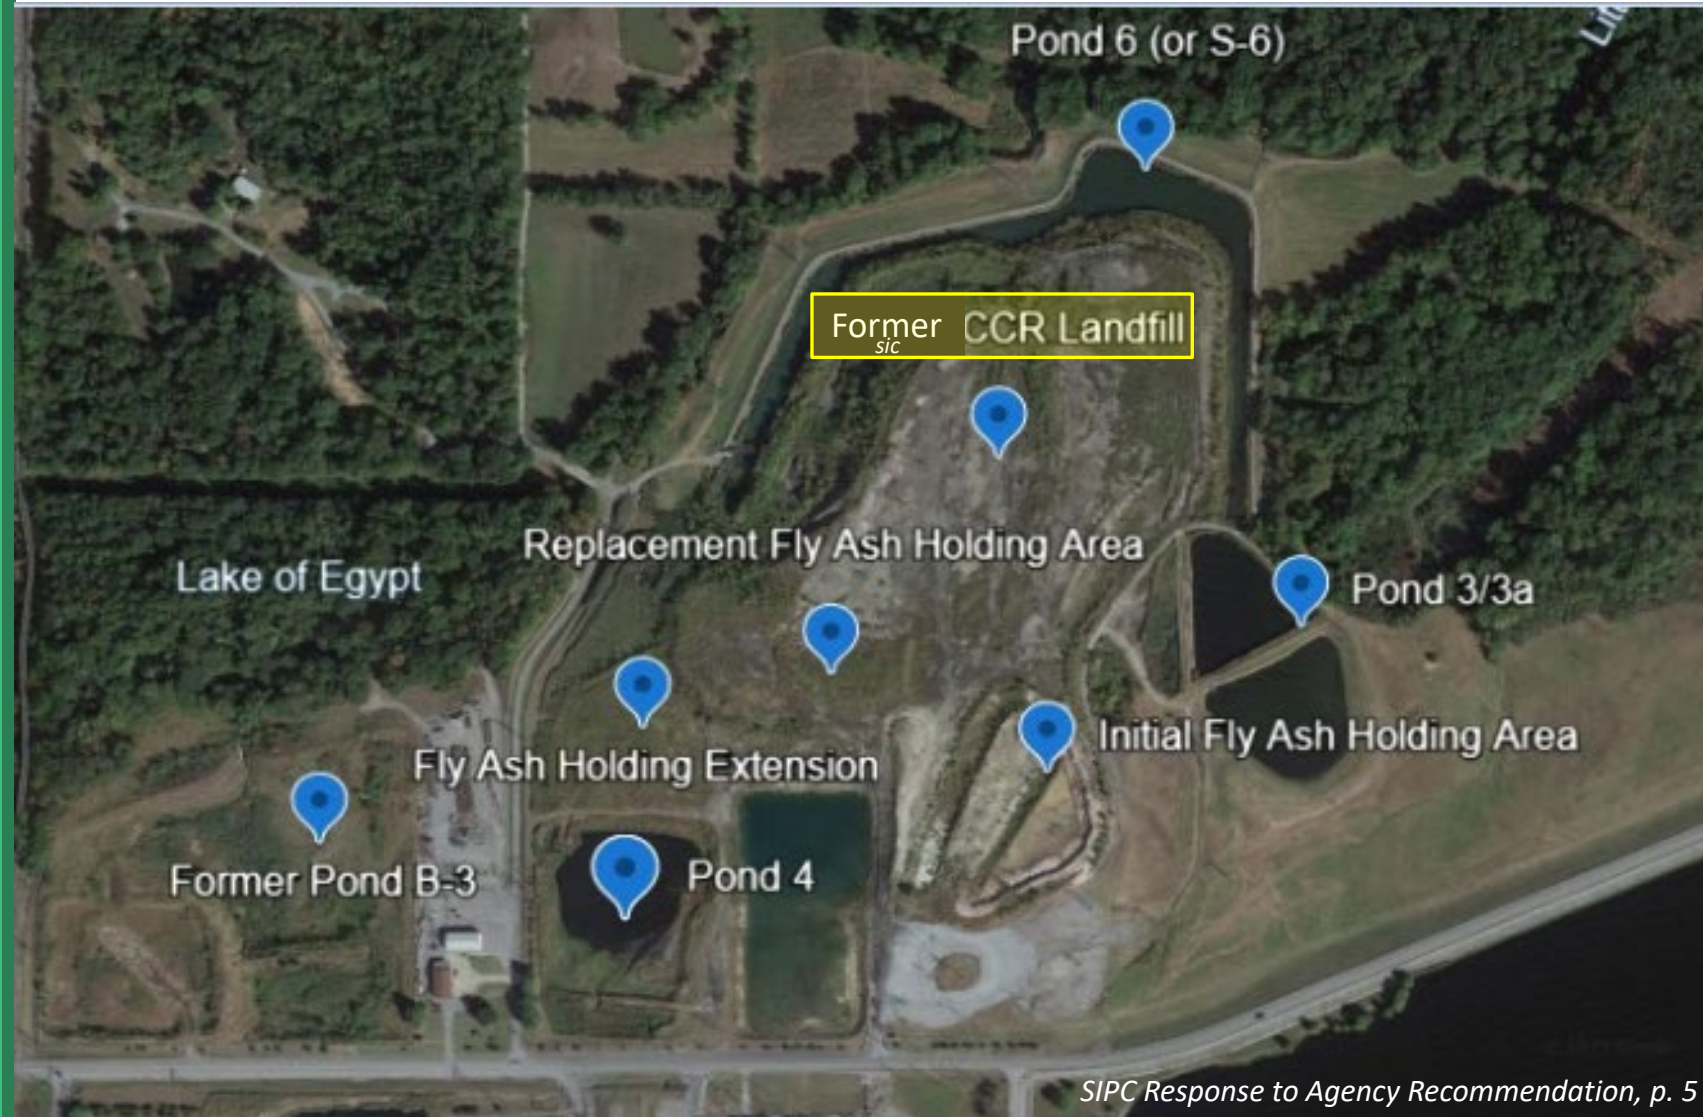 Pond 6 (or S-6)
Former CCR Landfill
sic
Replacement Fly Ash Holding Area
Lake of Egypt
Pond 3/3a
Initial Fly Ash Holding Area
Fly Ash Holding Extension
Former Pond B-3
Pond 4
SIPC Response to Agency Recommendation, p. 5